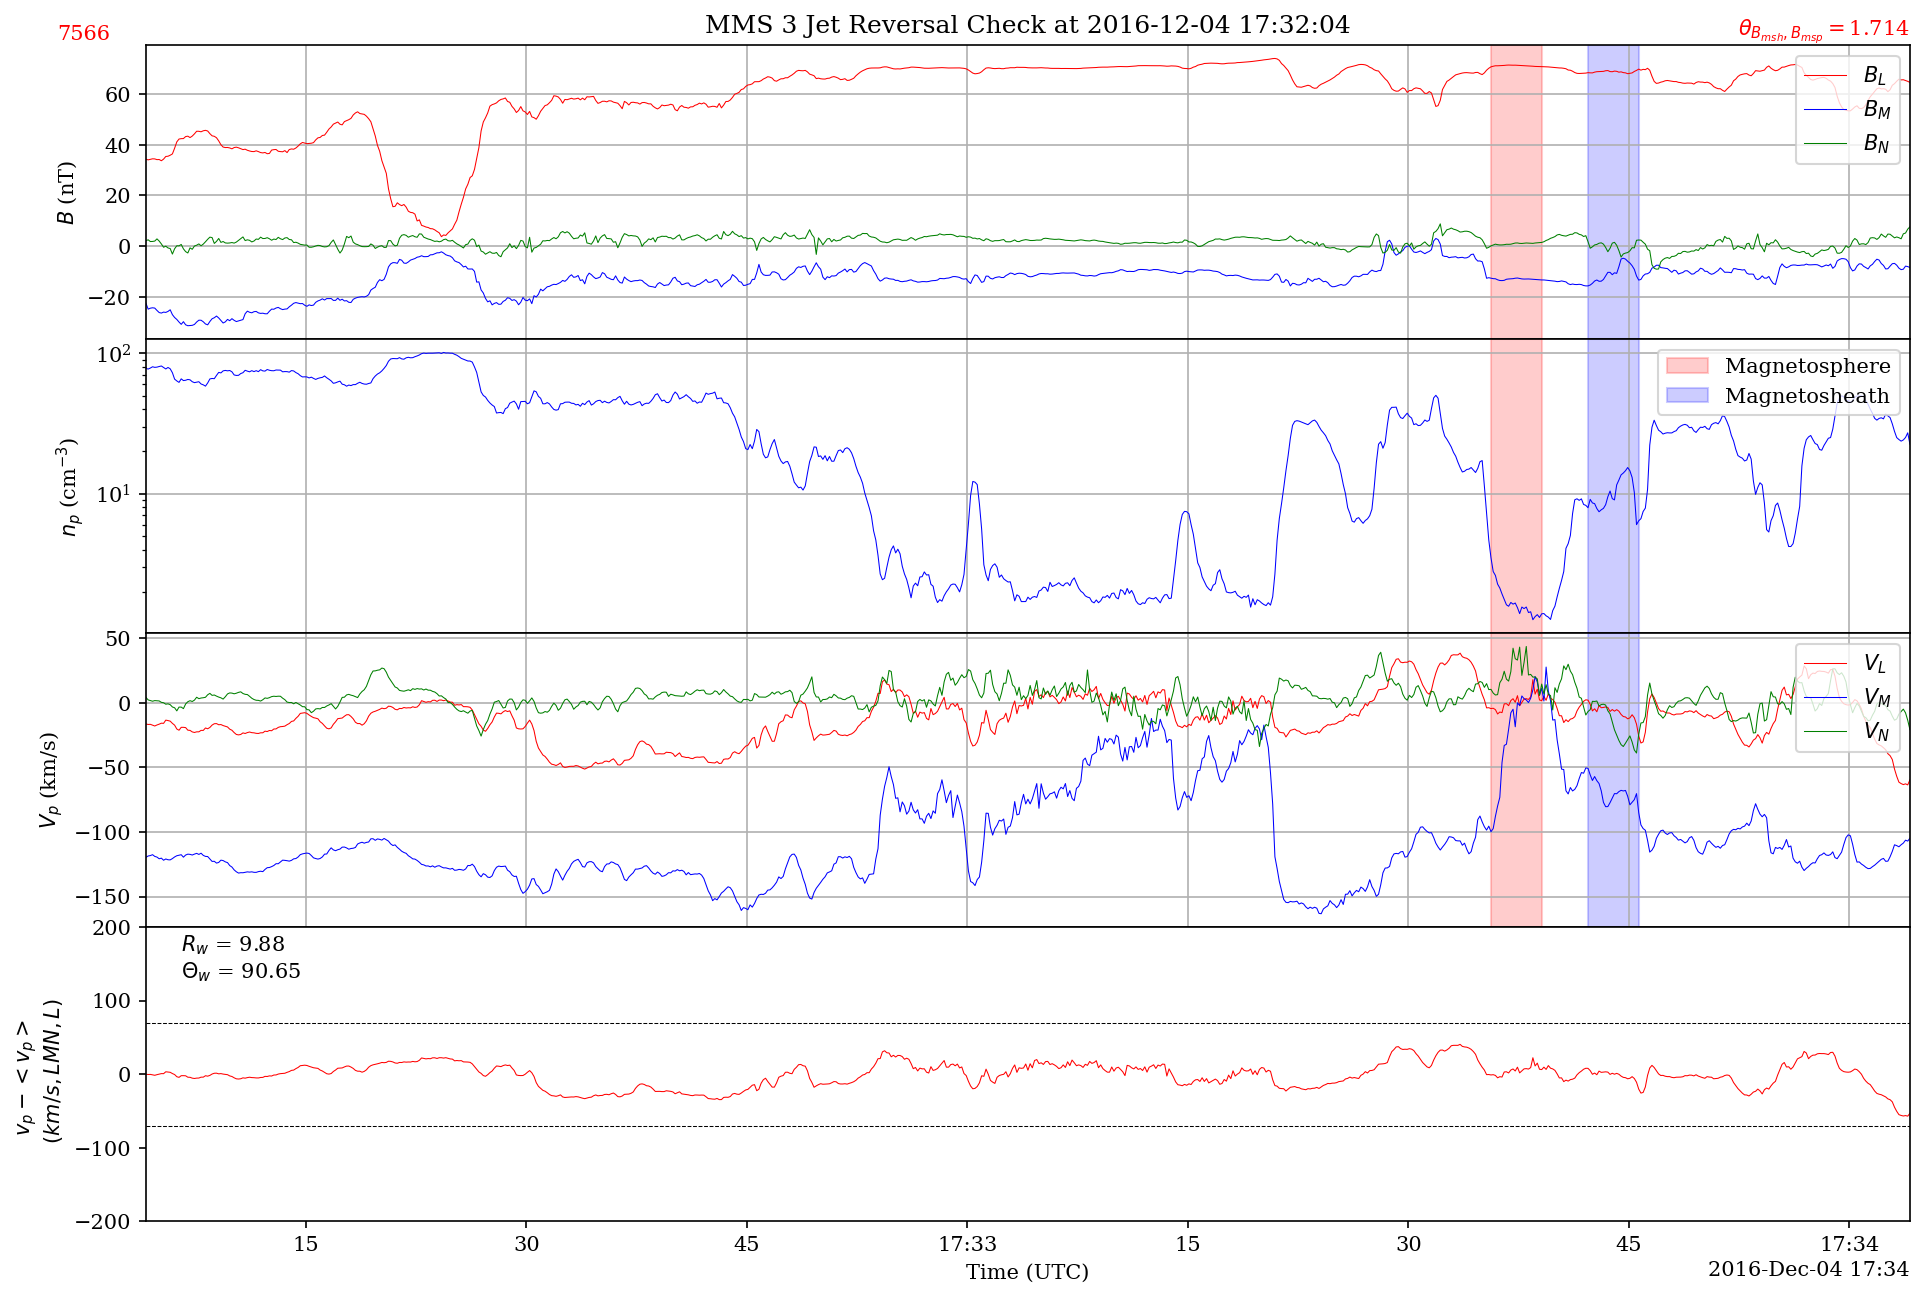 MMS 3 Jet Reversal Check at 2016-12-04 17:32:04
7566
θ_{B_{msh}, B_{msp}} = 1.714
B (nT)
60
40
20
0
−20
B_L
B_M
B_N
n_p (cm^{−3})
10^2
10^1
Magnetosphere
Magnetosheath
V_p (km/s)
50
0
−50
−100
−150
V_L
V_M
V_N
v_p − < v_p >
(km/s, LMN, L)
200
100
0
−100
−200
R_w = 9.88
Θ_w = 90.65
15 30 45 17:33 15 30 45 17:34
Time (UTC)
2016-Dec-04 17:34